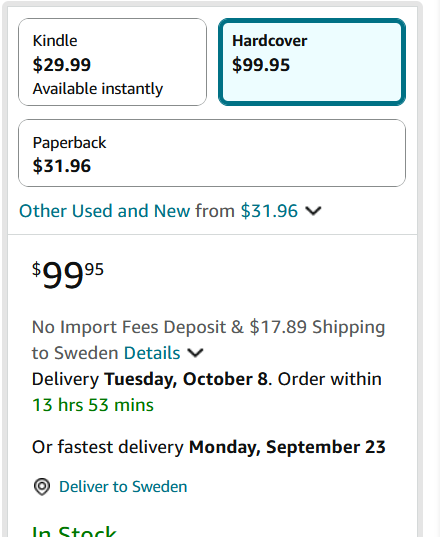 Kindle
$29.99
Available instantly
Hardcover
$99.95
Paperback
$31.96
Other Used and New from $31.96
$99 95
No Import Fees Deposit & $17.89 Shipping
to Sweden Details
Delivery Tuesday, October 8. Order within
13 hrs 53 mins
Or fastest delivery Monday, September 23
Deliver to Sweden
In Stock